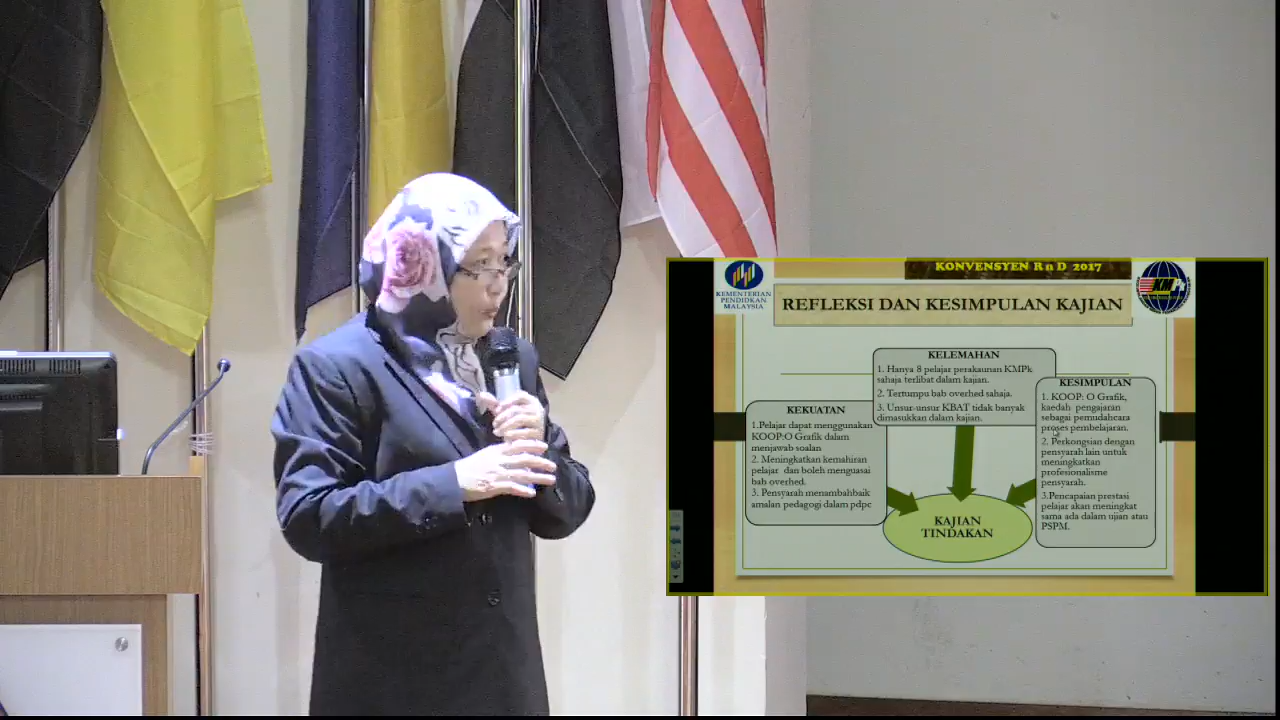 KONVENSYEN R n D 2017
KEMENTERIAN
PENDIDIKAN
MALAYSIA
REFLEKSI DAN KESIMPULAN KAJIAN
KELEMAHAN
1. Hanya 8 pelajar perakaunan KMPk
sahaja terlibat dalam kajian.
2. Tertumpu bab overhed sahaja.
3. Unsur-unsur KBAT tidak banyak
dimasukkan dalam kajian.
KEKUATAN
1.Pelajar dapat menggunakan
KOOP:O Grafik dalam
menjawab soalan
2. Meningkatkan kemahiran
pelajar dan boleh menguasai
bab overhed.
3. Pensyarah menambahbaik
amalan pedagogi dalam pdpc
KESIMPULAN
1. KOOP: O Grafik,
kaedah pengajaran
sebagai pemudahcara
proses pembelajaran.
2. Perkongsian dengan
pensyarah lain untuk
meningkatkan
profesionalisme
pensyarah.
3.Pencapaian prestasi
pelajar akan meningkat
sama ada dalam ujian atau
PSPM.
KAJIAN
TINDAKAN